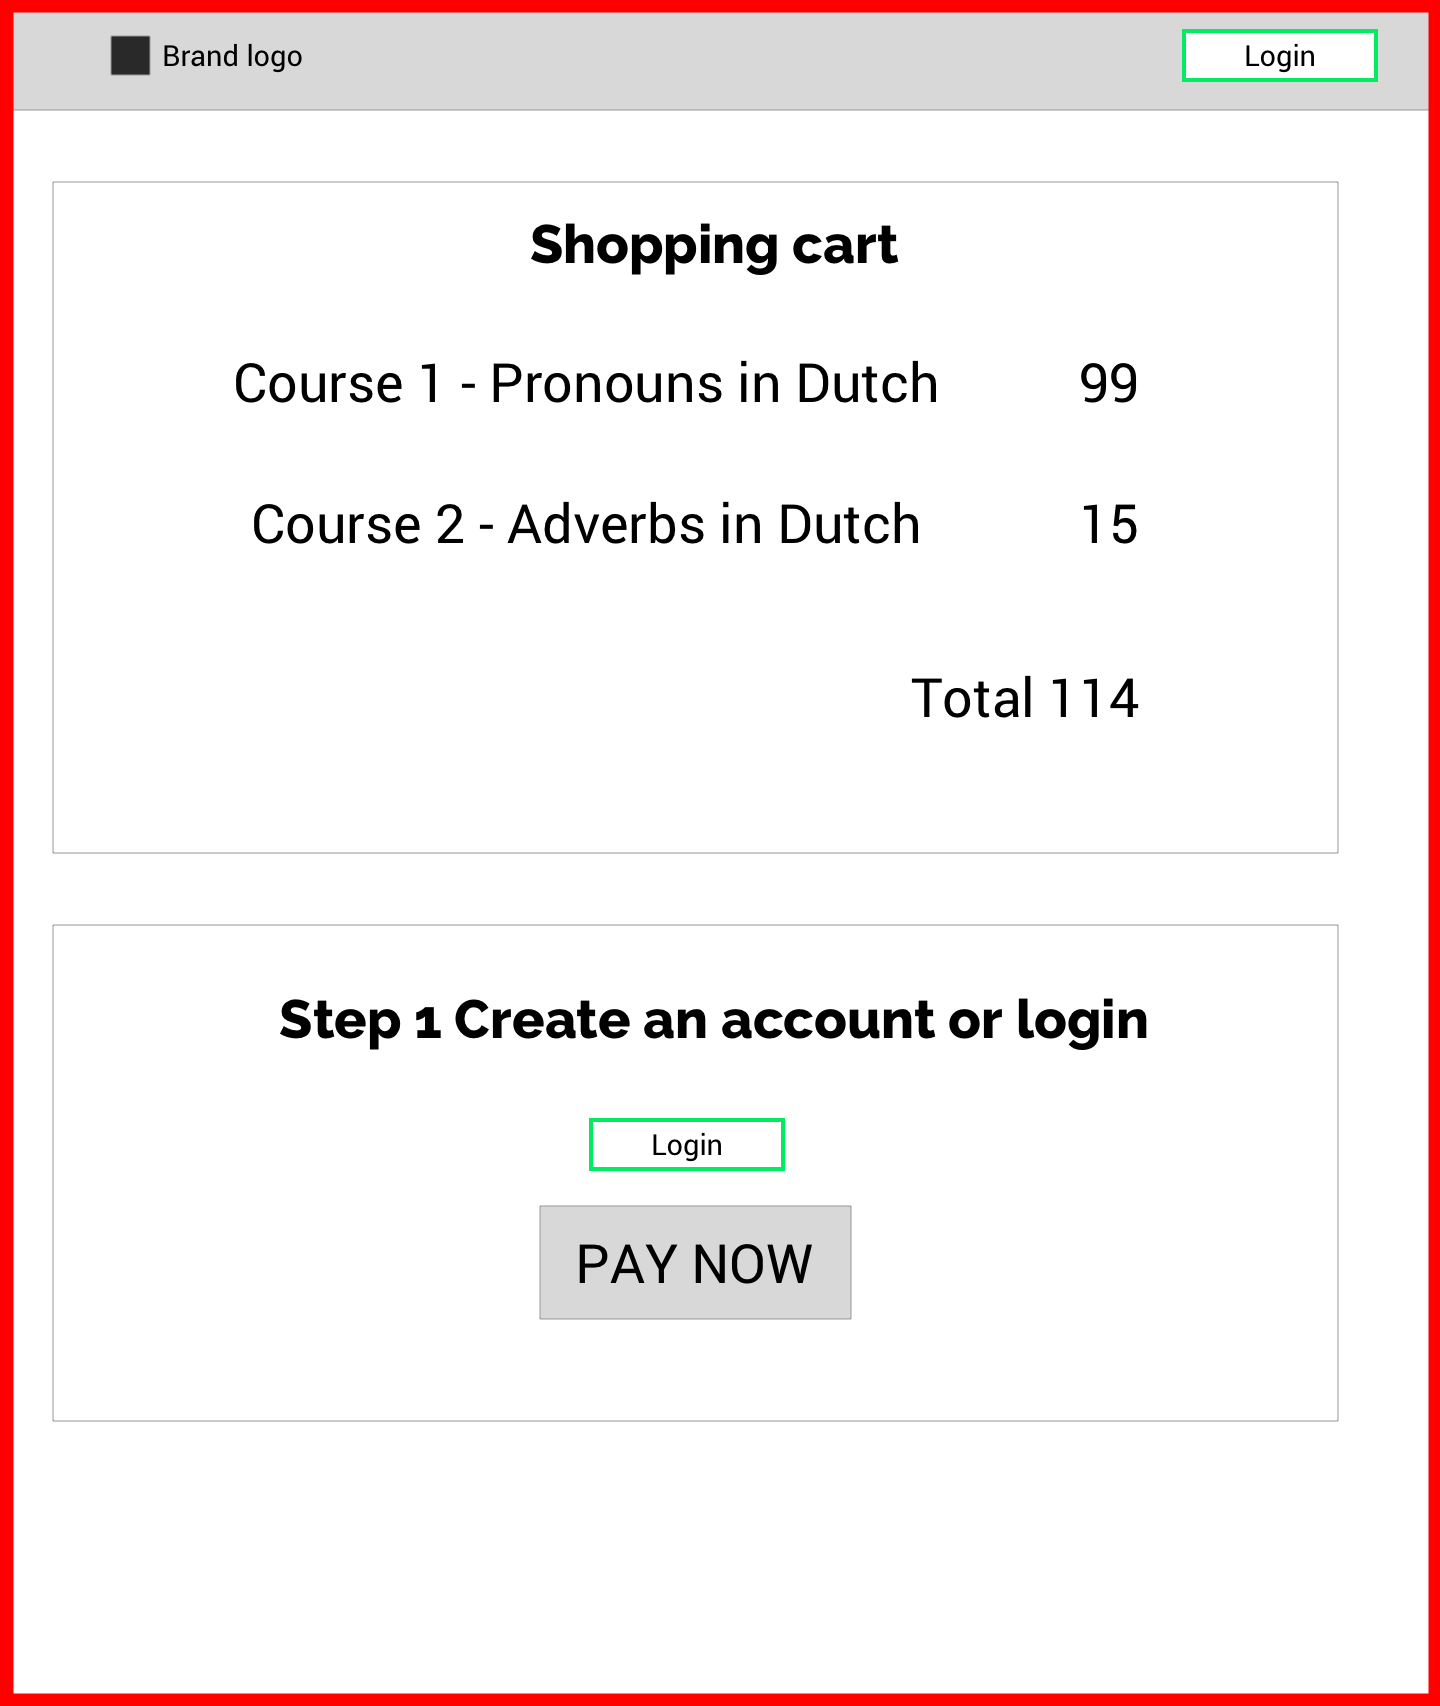 Brand logo
Login
Shopping cart
Course 1 - Pronouns in Dutch 99
Course 2 - Adverbs in Dutch 15
Total 114
Step 1 Create an account or login
Login
PAY NOW